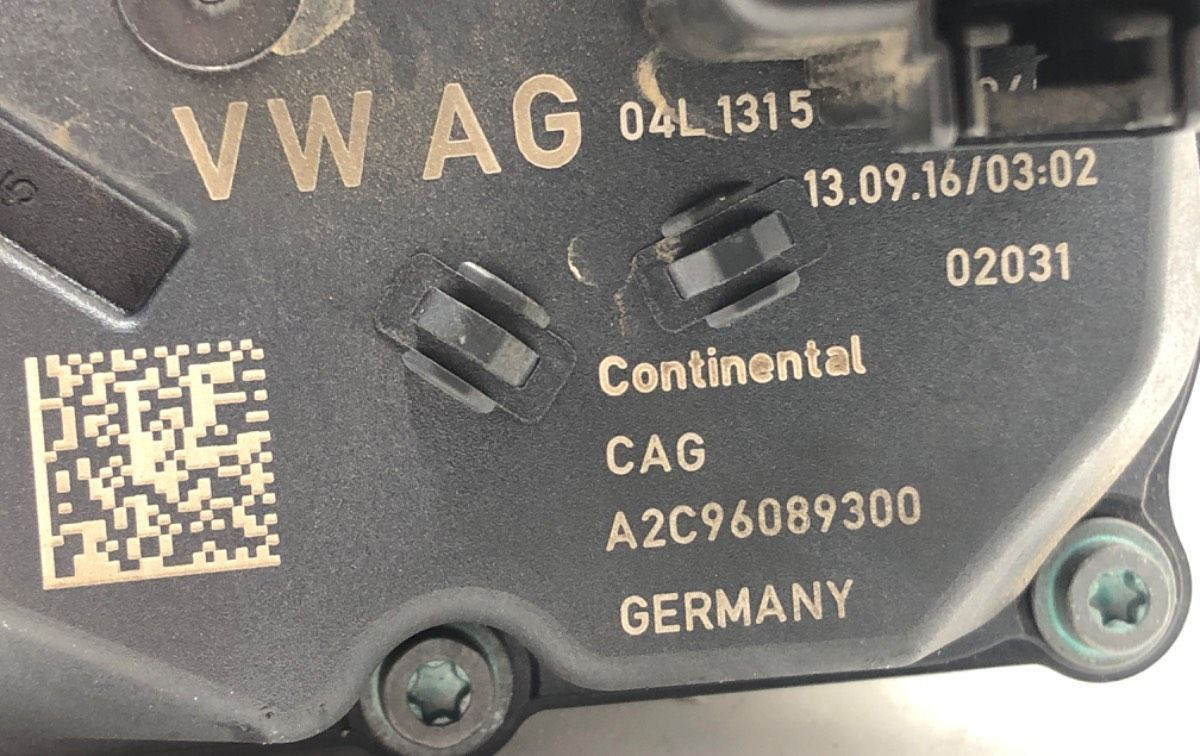 VW AG 04L 1315
13.09.16/03:02
02031
Continental
CAG
A2C96089300
GERMANY